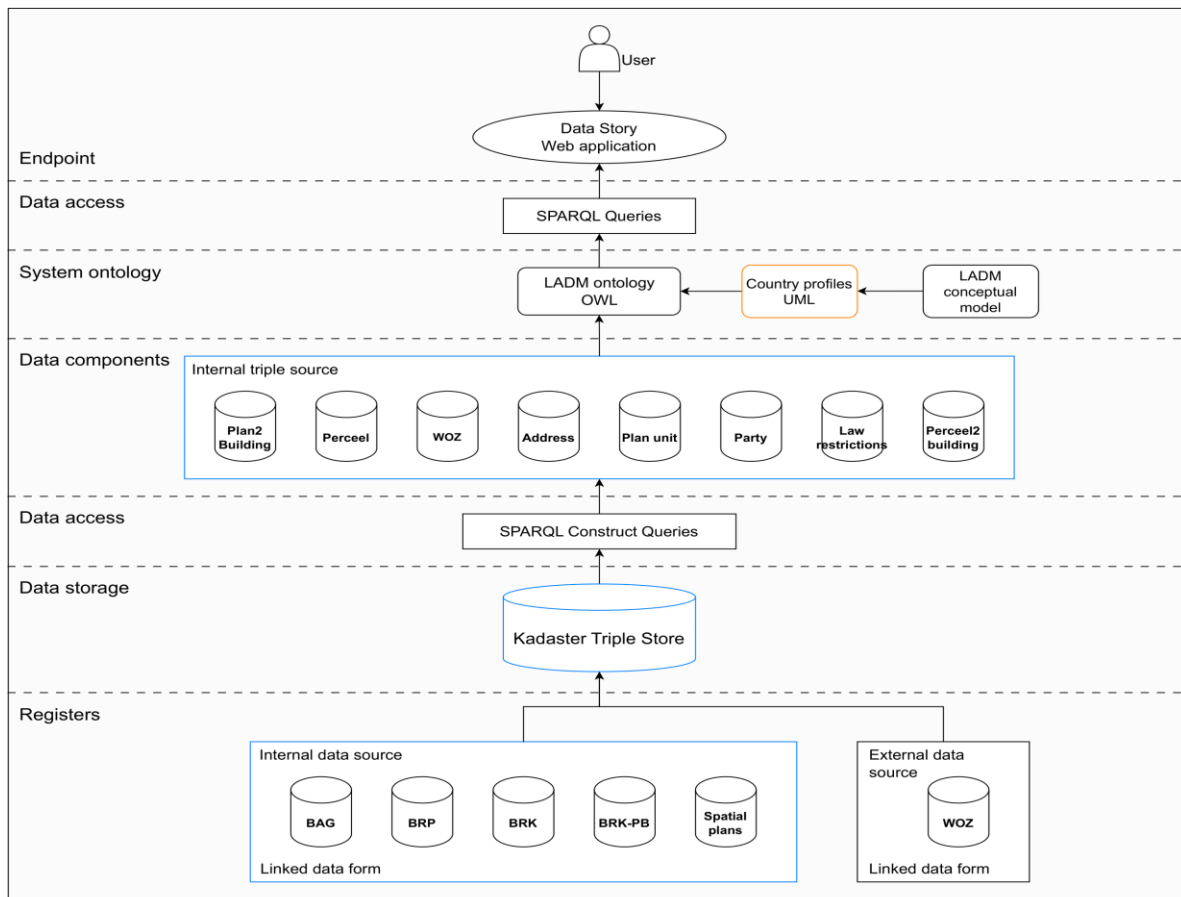 User
Data Story
Web application
Endpoint
Data access
SPARQL Queries
System ontology
LADM ontology
OWL
Country profiles
UML
LADM
conceptual
model
Data components
Internal triple source
Plan2
Building
Perceel
WOZ
Address
Plan unit
Party
Law
restrictions
Perceel2
building
Data access
SPARQL Construct Queries
Data storage
Kadaster Triple Store
Registers
Internal data source
BAG
BRP
BRK
BRK-PB
Spatial
plans
Linked data form
External data
source
WOZ
Linked data form